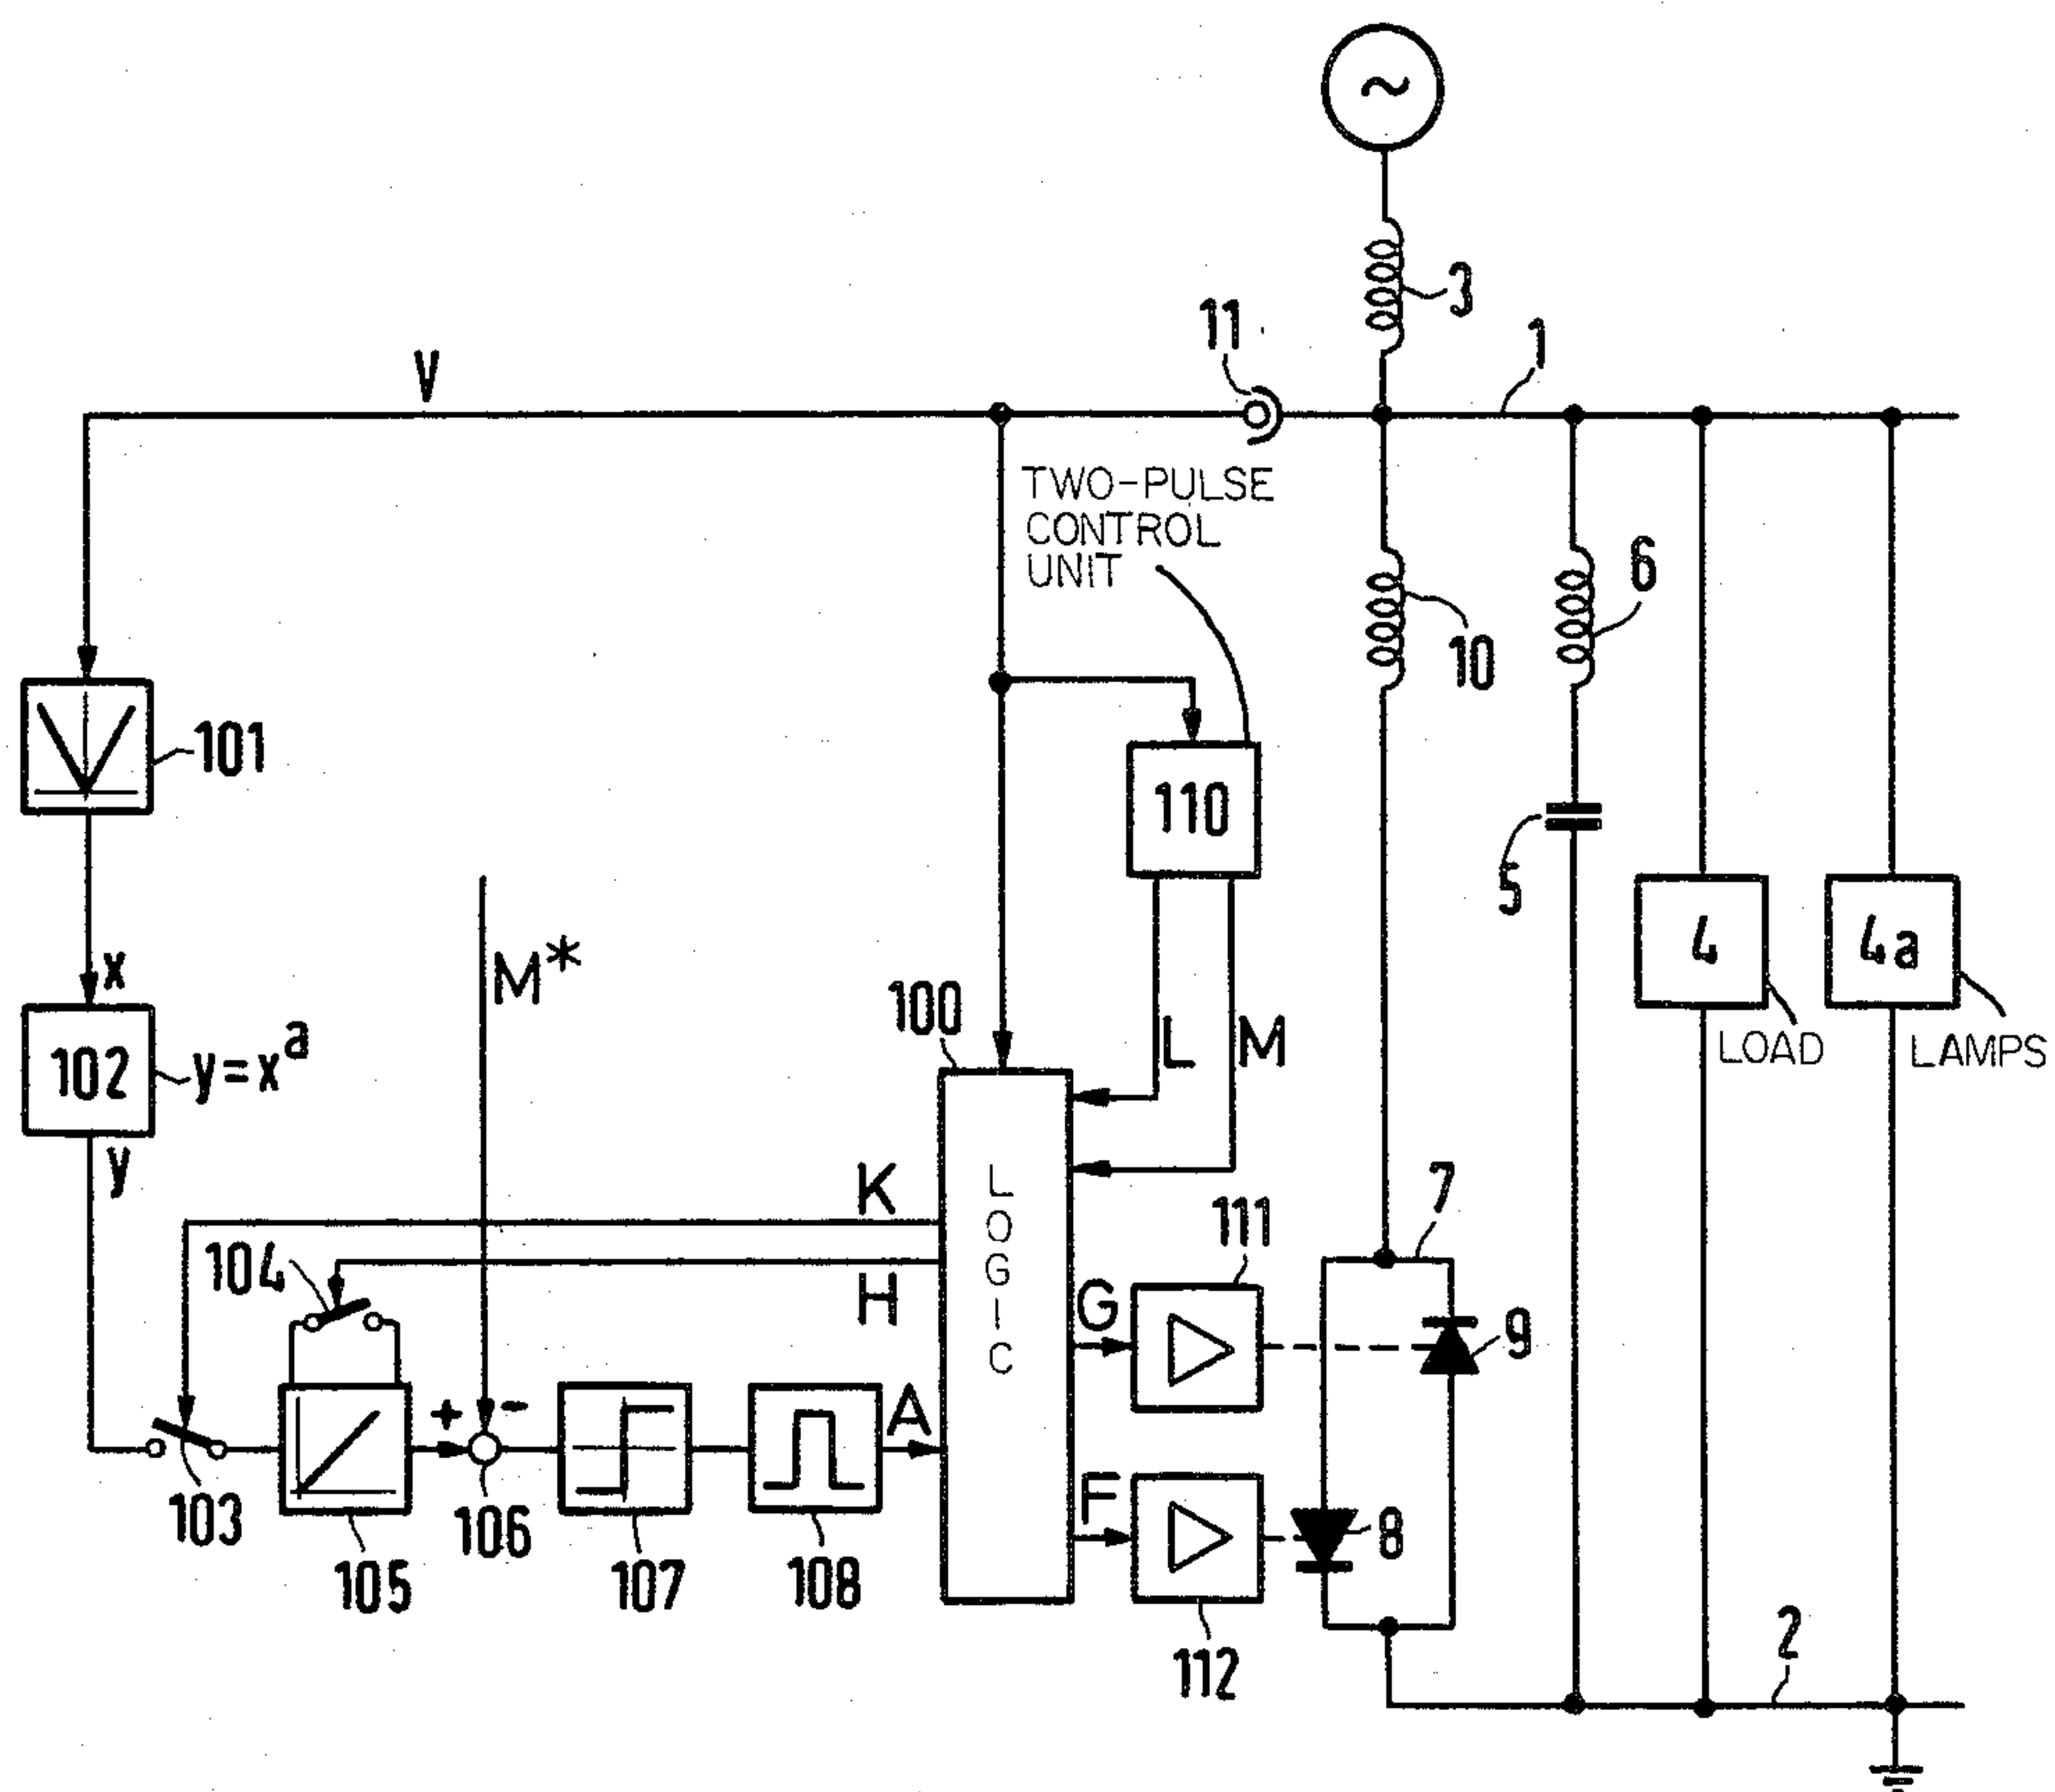 ~
3
11
1
V
TWO-PULSE
CONTROL
UNIT
6
10
101
110
5
x
M*
4
4a
100
L
M
LOAD
LAMPS
102
y=x^a
y
K
LOGIC
7
111
104
H
G
9
+
-
A
103
106
F
8
105
107
108
112
2